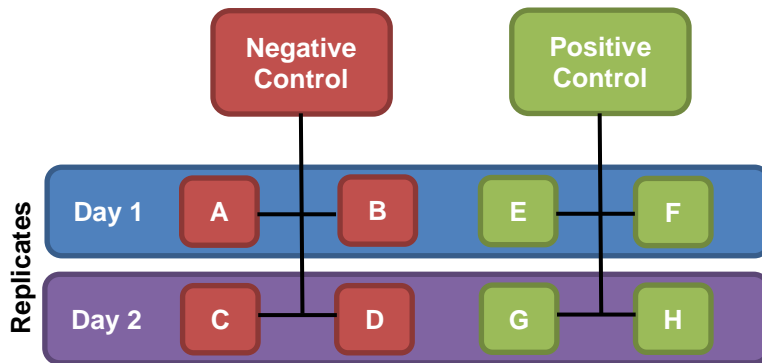 Negative
Control
Positive
Control
Replicates
Day 1
A
B
E
F
Day 2
C
D
G
H